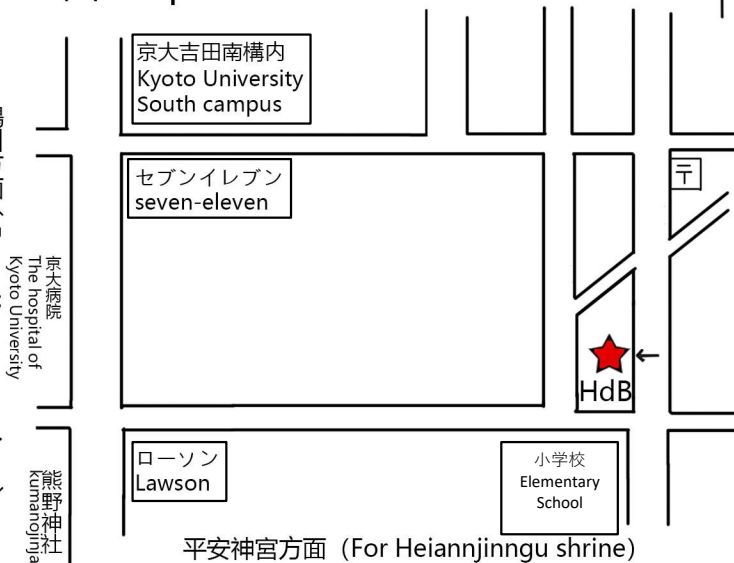 京大吉田南構内
Kyoto University
South campus
セブンイレブン
seven-eleven
〒
京大病院
The hospital of
Kyoto University
HdB
ローソン
Lawson
小学校
Elementary
School
熊野神社
kumanojinja
平安神宮方面（For Heiannjinngu shrine）